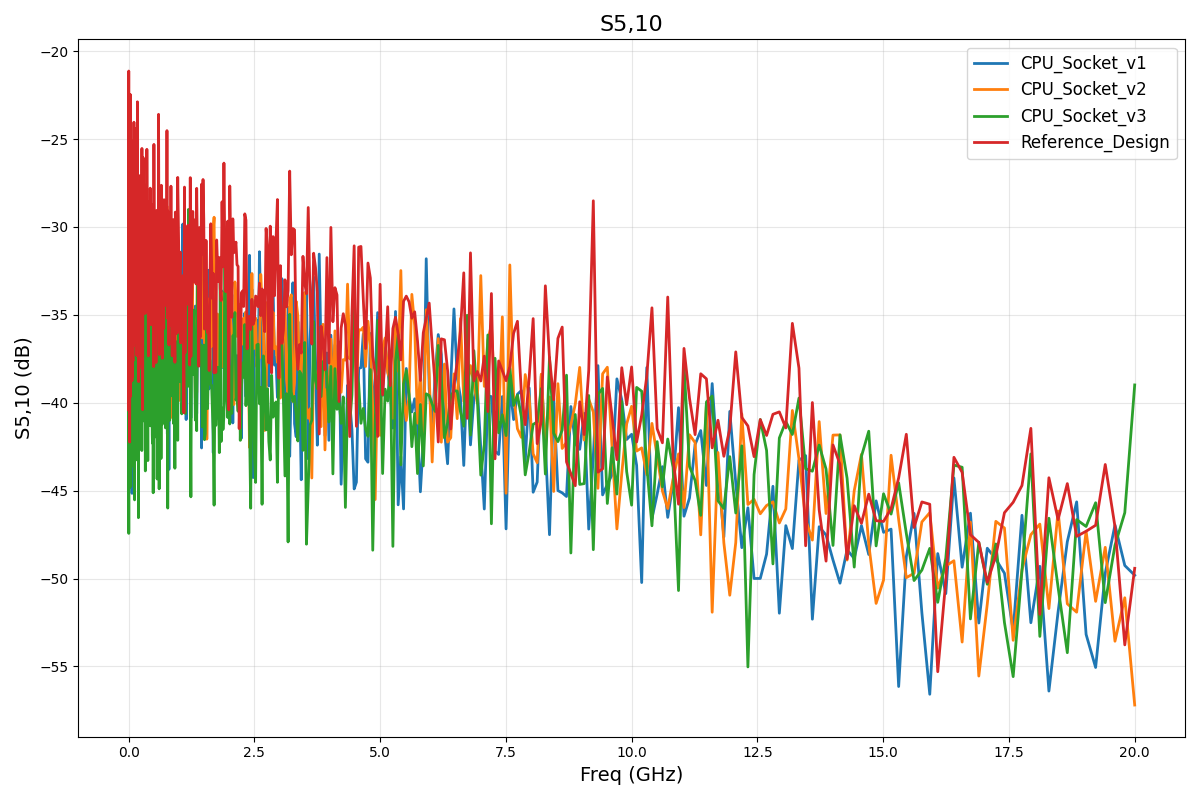 S5,10
−20
−25
−30
−35
−40
−45
−50
−55
S5,10 (dB)
0.0
2.5
5.0
7.5
10.0
12.5
15.0
17.5
20.0
Freq (GHz)
CPU_Socket_v1
CPU_Socket_v2
CPU_Socket_v3
Reference_Design